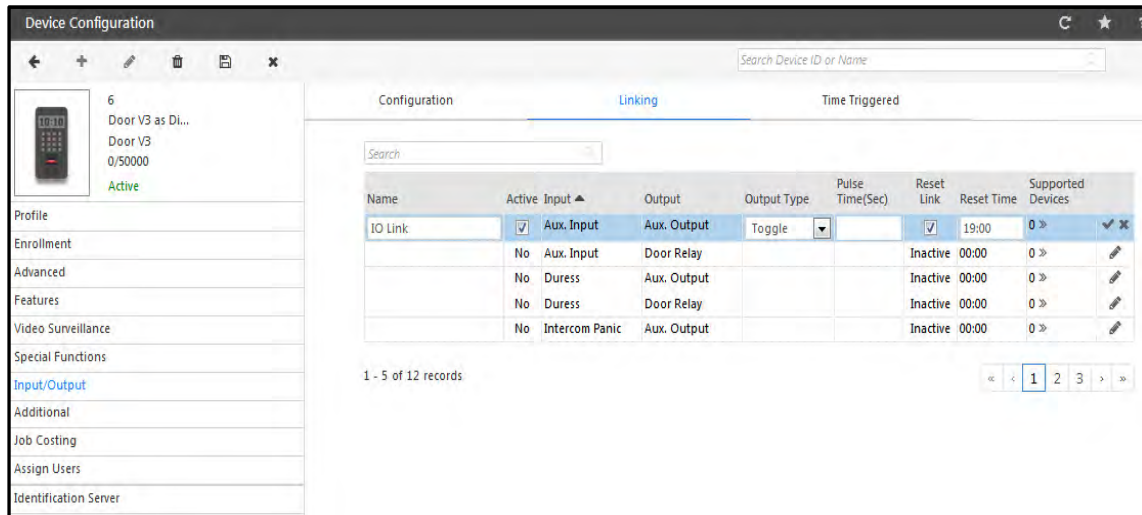 Device Configuration
Search Device ID or Name
6
Door V3 as Di...
Door V3
0/50000
Active
Profile
Enrollment
Advanced
Features
Video Surveillance
Special Functions
Input/Output
Additional
Job Costing
Assign Users
Identification Server
Configuration Linking Time Triggered
Search
Name Active Input Output Output Type Pulse Time(Sec) Reset Link Reset Time Supported Devices
IO Link Aux. Input Aux. Output Toggle 19:00 0 »
No Aux. Input Door Relay Inactive 00:00 0 »
No Duress Aux. Output Inactive 00:00 0 »
No Duress Door Relay Inactive 00:00 0 »
No Intercom Panic Aux. Output Inactive 00:00 0 »
1 - 5 of 12 records
« ‹ 1 2 3 › »